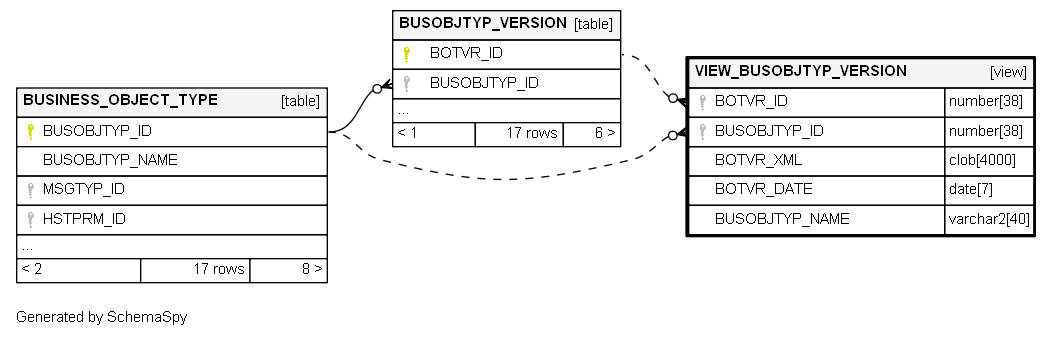 BUSINESS_OBJECT_TYPE [table]
BUSOBJTYP_ID
BUSOBJTYP_NAME
MSGTYP_ID
HSTPRM_ID
...
< 2 17 rows 8 >
BUSOBJTYP_VERSION [table]
BOTVR_ID
BUSOBJTYP_ID
...
< 1 17 rows 6 >
VIEW_BUSOBJTYP_VERSION [view]
BOTVR_ID number[38]
BUSOBJTYP_ID number[38]
BOTVR_XML clob[4000]
BOTVR_DATE date[7]
BUSOBJTYP_NAME varchar2[40]
Generated by SchemaSpy